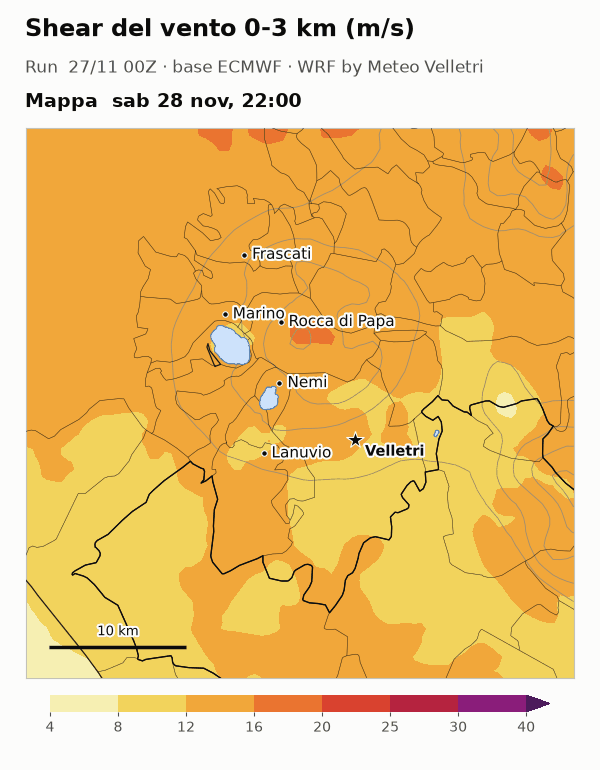 Shear del vento 0-3 km (m/s)
Run  27/11 00Z · base ECMWF · WRF by Meteo Velletri
Mappa  sab 28 nov, 22:00
Frascati
Marino
Rocca di Papa
Nemi
Velletri
Lanuvio
10 km
4 8 12 16 20 25 30 40